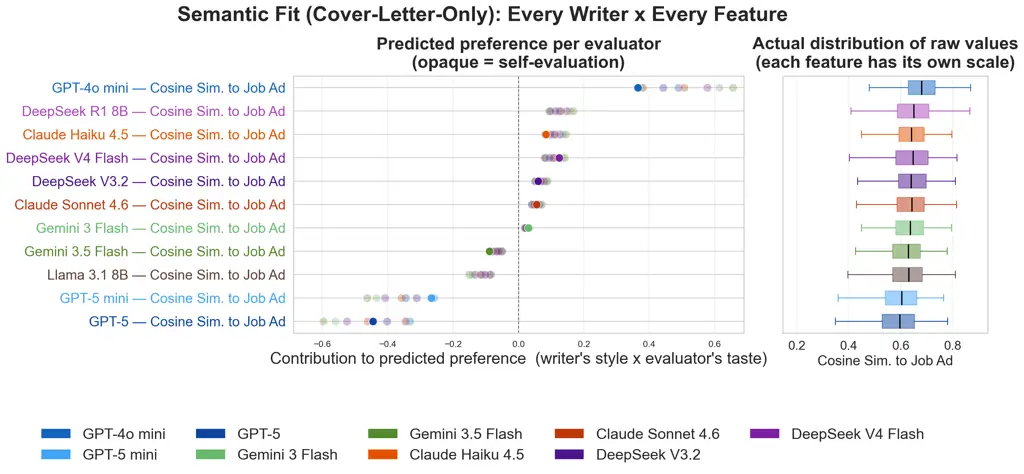 Semantic Fit (Cover-Letter-Only): Every Writer x Every Feature
Predicted preference per evaluator
(opaque = self-evaluation)
Actual distribution of raw values
(each feature has its own scale)
GPT-4o mini — Cosine Sim. to Job Ad
DeepSeek R1 8B — Cosine Sim. to Job Ad
Claude Haiku 4.5 — Cosine Sim. to Job Ad
DeepSeek V4 Flash — Cosine Sim. to Job Ad
DeepSeek V3.2 — Cosine Sim. to Job Ad
Claude Sonnet 4.6 — Cosine Sim. to Job Ad
Gemini 3 Flash — Cosine Sim. to Job Ad
Gemini 3.5 Flash — Cosine Sim. to Job Ad
Llama 3.1 8B — Cosine Sim. to Job Ad
GPT-5 mini — Cosine Sim. to Job Ad
GPT-5 — Cosine Sim. to Job Ad
−0.6 −0.4 −0.2 0.0 0.2 0.4 0.6
Contribution to predicted preference (writer's style x evaluator's taste)
0.2 0.4 0.6 0.8
Cosine Sim. to Job Ad
GPT-4o mini GPT-5 Gemini 3.5 Flash Claude Sonnet 4.6 DeepSeek V4 Flash
GPT-5 mini Gemini 3 Flash Claude Haiku 4.5 DeepSeek V3.2